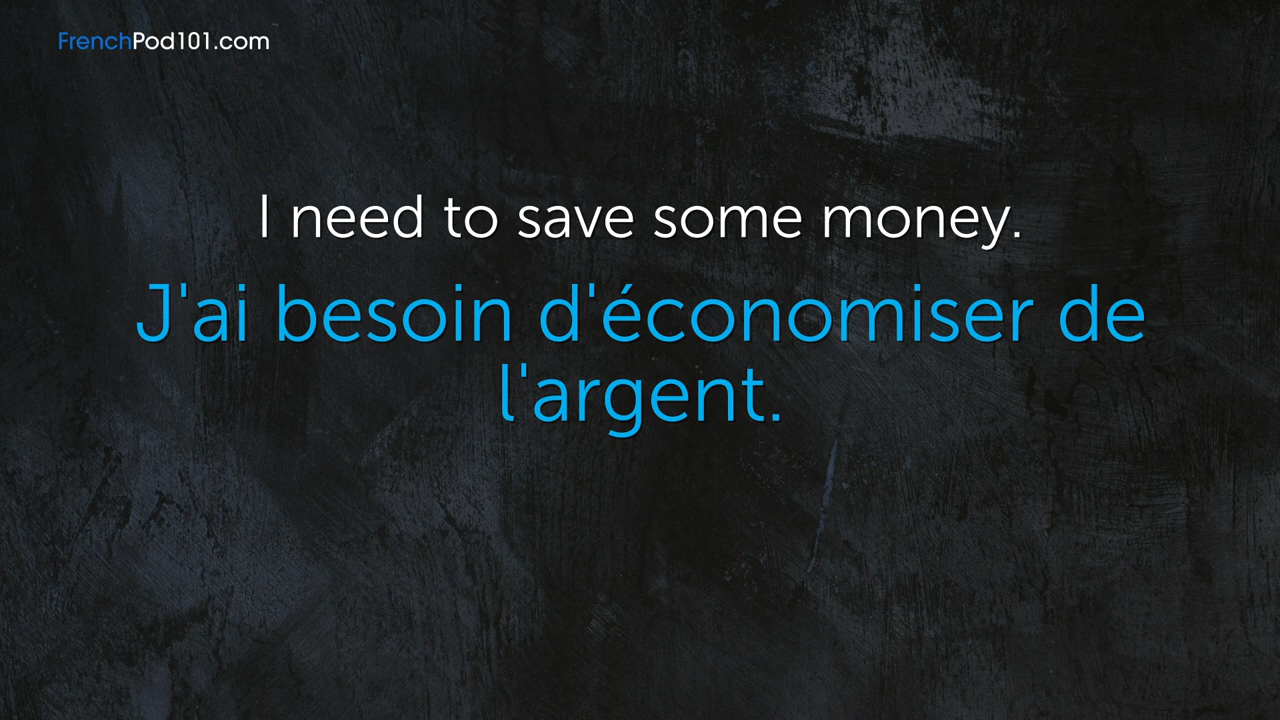 FrenchPod101.com
I need to save some money.
J'ai besoin d'économiser de
l'argent.